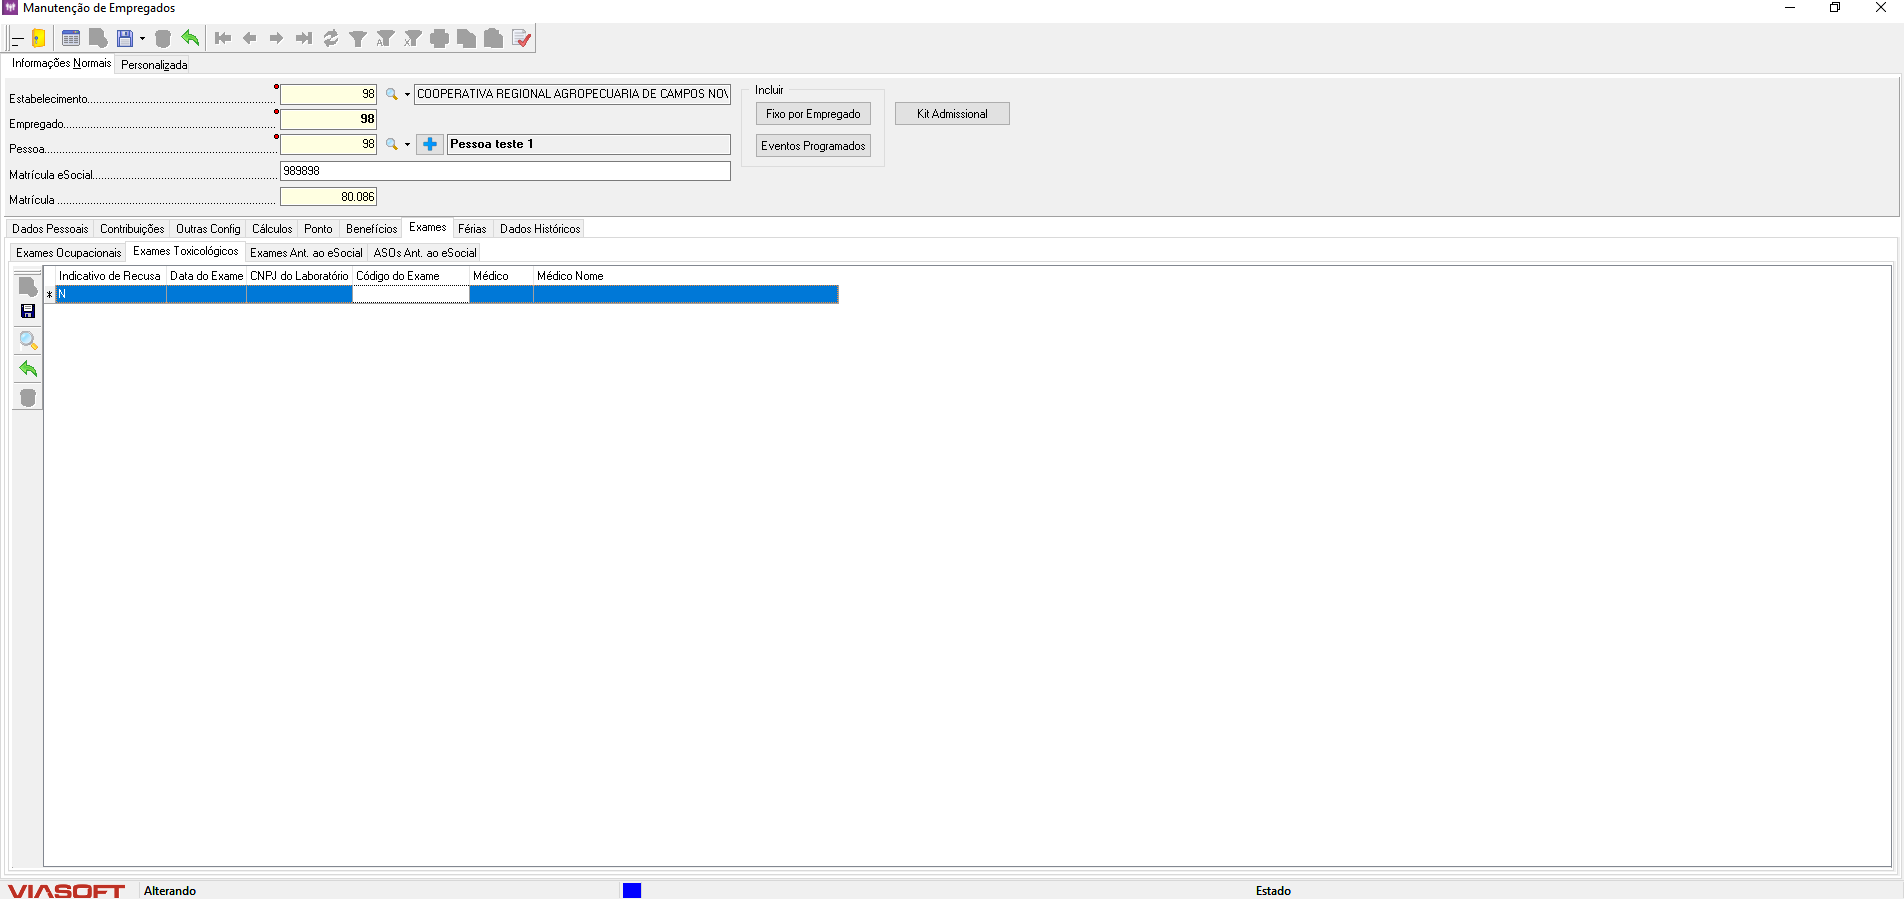 Manutenção de Empregados
Informações Normais Personalizada
Estabelecimento 98 COOPERATIVA REGIONAL AGROPECUARIA DE CAMPOS NOV
Empregado 98
Pessoa 98 Pessoa teste 1
Matrícula eSocial 989898
Matrícula 80.086
Incluir
Fixo por Empregado
Eventos Programados
Kit Admissional
Dados Pessoais Contribuições Outras Config Cálculos Ponto Benefícios Exames Férias Dados Históricos
Exames Ocupacionais Exames Toxicológicos Exames Ant. ao eSocial ASOs Ant. ao eSocial
Indicativo de Recusa Data do Exame CNPJ do Laboratório Código do Exame Médico Médico Nome
* N
VIASOFT Alterando Estado